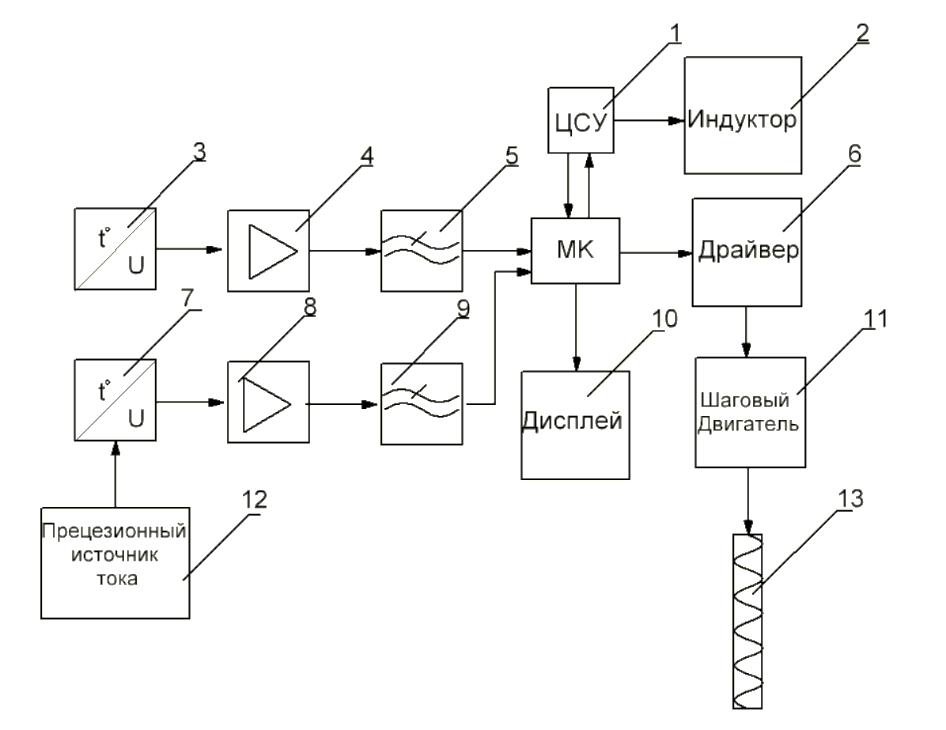 1
2
ЦСУ
Индуктор
3
4
5
6
t°
U
МК
Драйвер
7
8
9
10
11
t°
U
Дисплей
Шаговый
Двигатель
12
13
Прецезионный
источник
тока